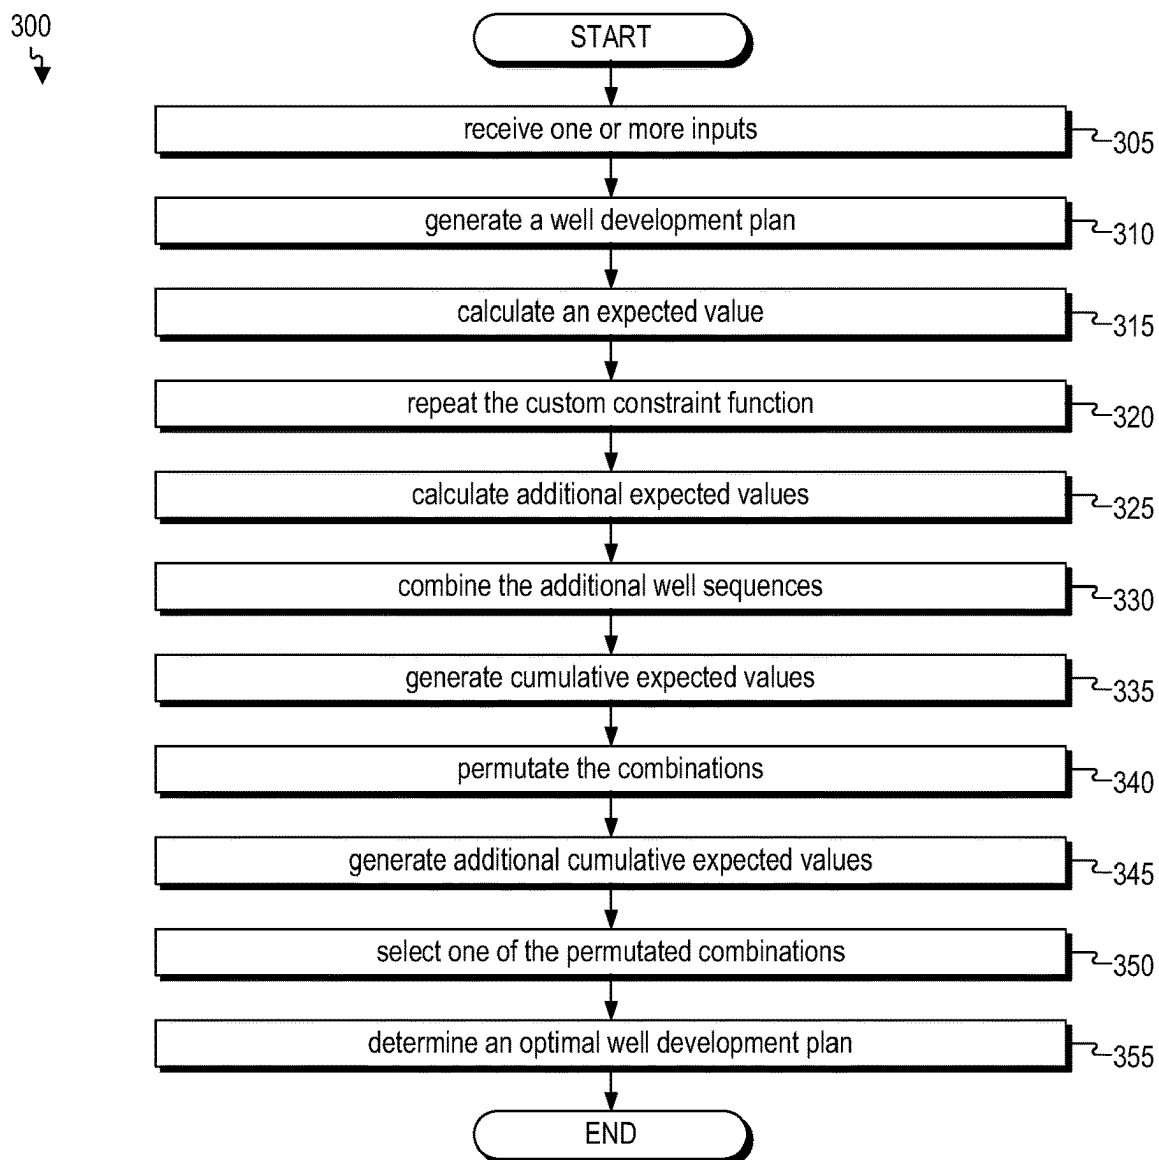 300
START
receive one or more inputs
305
generate a well development plan
310
calculate an expected value
315
repeat the custom constraint function
320
calculate additional expected values
325
combine the additional well sequences
330
generate cumulative expected values
335
permutate the combinations
340
generate additional cumulative expected values
345
select one of the permutated combinations
350
determine an optimal well development plan
355
END